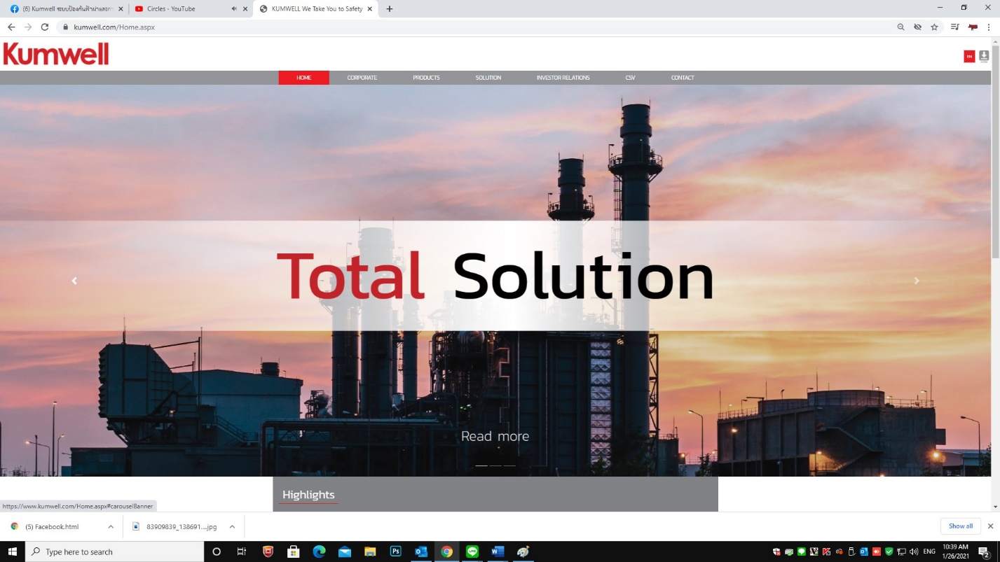 (6) Kumwell ระบบป้องกันฟ้าผ่าและกา
Circles - YouTube
KUMWELL We Take You to Safety
kumwell.com/Home.aspx
Kumwell
EN
HOME CORPORATE PRODUCTS SOLUTION INVESTOR RELATIONS CSV CONTACT
Total Solution
Read more
Highlights
https://www.kumwell.com/Home.aspx#carouselBanner
(5) Facebook.html
83909839_138691....jpg
Show all
Type here to search
Ps
LINE
ENG
10:39 AM
1/26/2021
2